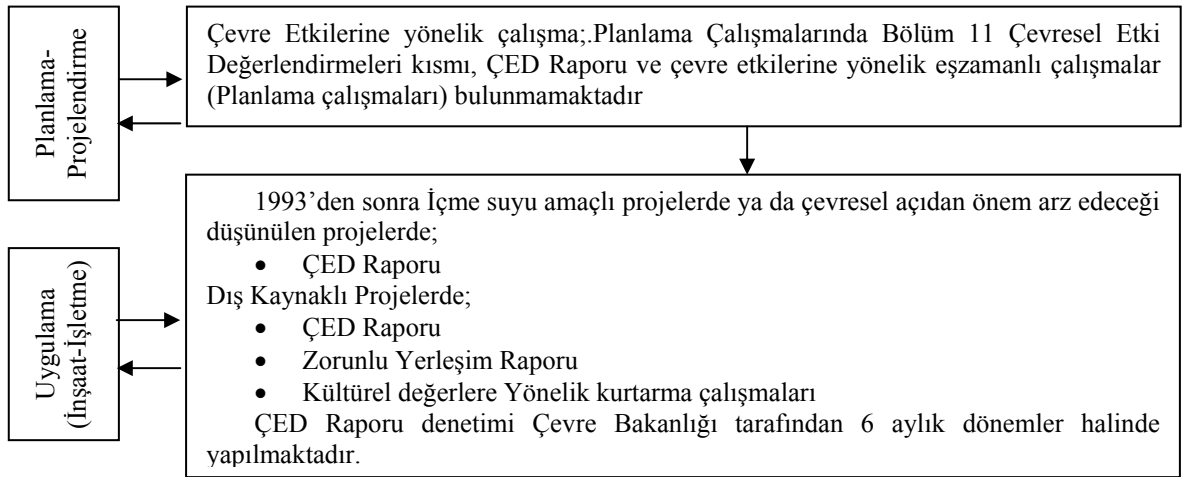 Planlama-
Projelendirme
Çevre Etkilerine yönelik çalışma;.Planlama Çalışmalarında Bölüm 11 Çevresel Etki
Değerlendirmeleri kısmı, ÇED Raporu ve çevre etkilerine yönelik eşzamanlı çalışmalar
(Planlama çalışmaları) bulunmamaktadır
Uygulama
(İnşaat-İşletme)
1993’den sonra İçme suyu amaçlı projelerde ya da çevresel açıdan önem arz edeceği
düşünülen projelerde;
• ÇED Raporu
Dış Kaynaklı Projelerde;
• ÇED Raporu
• Zorunlu Yerleşim Raporu
• Kültürel değerlere Yönelik kurtarma çalışmaları
ÇED Raporu denetimi Çevre Bakanlığı tarafından 6 aylık dönemler halinde
yapılmaktadır.